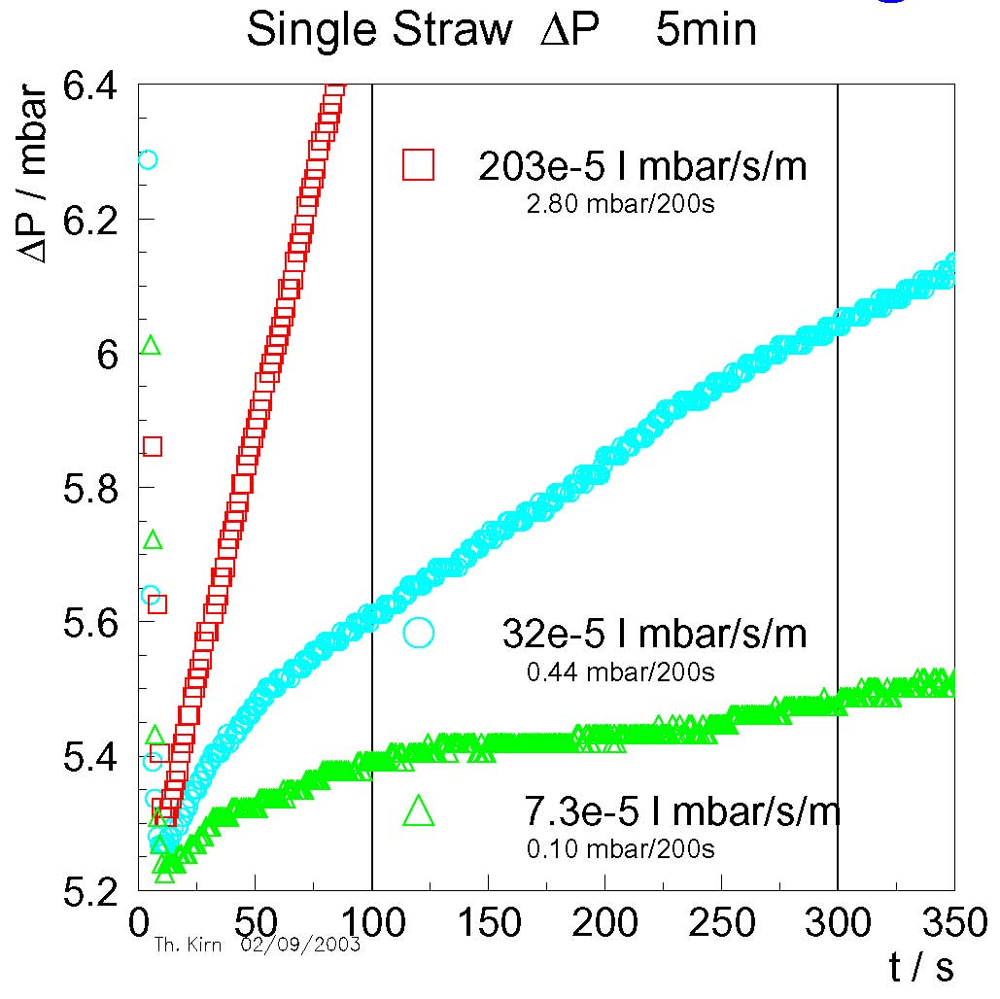 Single Straw ΔP 5min
ΔP / mbar
6.4
6.2
6
5.8
5.6
5.4
5.2
203e-5 l mbar/s/m
2.80 mbar/200s
32e-5 l mbar/s/m
0.44 mbar/200s
7.3e-5 l mbar/s/m
0.10 mbar/200s
0 50 100 150 200 250 300 350
Th. Kirn 02/09/2003
t / s